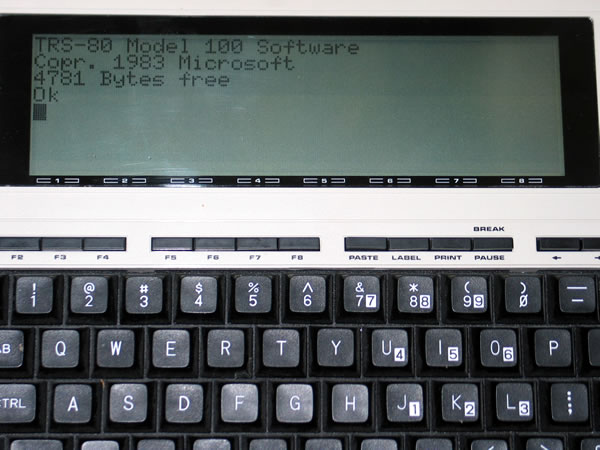 TRS-80 Model 100 Software
Copr. 1983 Microsoft
4781 Bytes free
Ok
1 2 3 4 5 6 7 8
BREAK
F2 F3 F4 F5 F6 F7 F8 PASTE LABEL PRINT PAUSE ←
! @ # $ % ^ & * ( ) —
1 2 3 4 5 6 7 7 8 8 9 9 0 -
AB Q W E R T Y U 4 I 5 O 6 P
CTRL A S D F G H J 1 K 2 L 3 : ;